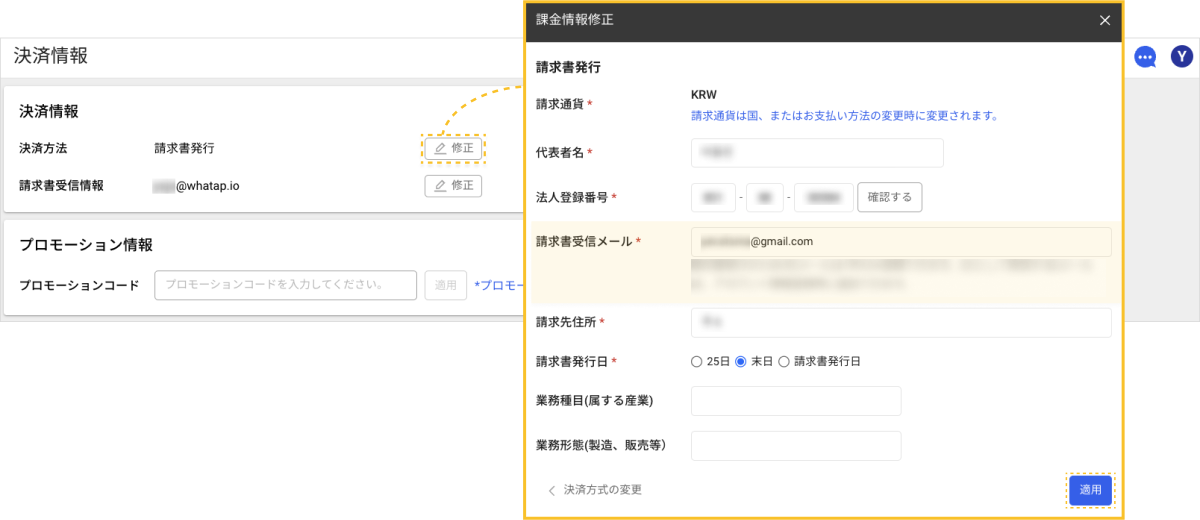 決済情報
Y
決済情報
決済方法
請求書発行
修正
請求書受信情報
@whatap.io
修正
プロモーション情報
プロモーションコード
プロモーションコードを入力してください。
適用
*プロモー
課金情報修正
請求書発行
請求通貨 *
KRW
請求通貨は国、またはお支払い方法の変更時に変更されます。
代表者名 *
法人登録番号 *
-
-
確認する
請求書受信メール *
@gmail.com
請求先住所 *
請求書発行日 *
25日
末日
請求書発行日
業務種目(属する産業)
業務形態(製造、販売等)
決済方式の変更
適用